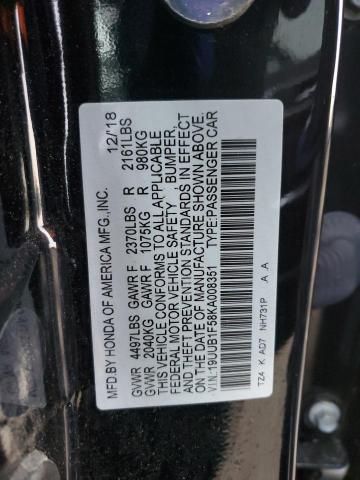 MFD.BY HONDA OF AMERICA MFG.,INC. 12/18
GVWR 4497LBS GAWR F 2370LBS R 2161LBS
GVWR 2040KG GAWR F 1075KG R 980KG
THIS VEHICLE CONFORMS TO ALL APPLICABLE
FEDERAL MOTOR VEHICLE SAFETY , BUMPER,
AND THEFT PREVENTION STANDARDS IN EFFECT
ON THE DATE OF MANUFACTURE SHOWN ABOVE.
V.I.N.:19UUB1F58KA008351 TYPE:PASSENGER CAR
TZ4 K AD7 NH731P A A